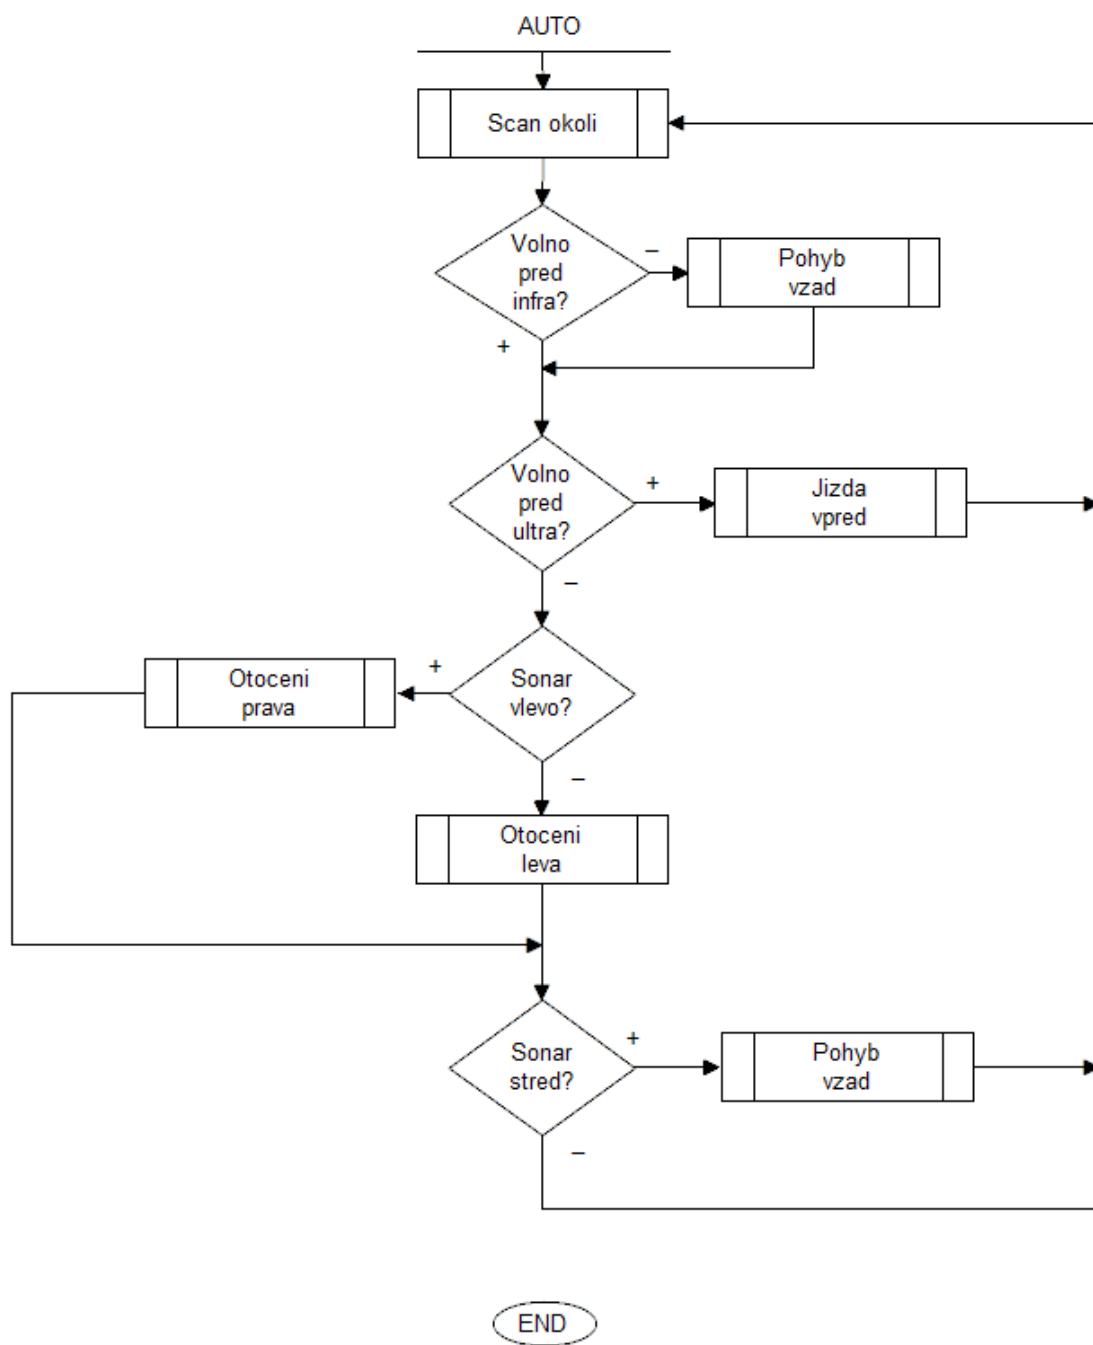 AUTO
Scan okoli
Volno
pred
infra?
–
Pohyb
vzad
+
Volno
pred
ultra?
+
Jizda
vpred
–
Otoceni
prava
+
Sonar
vlevo?
–
Otoceni
leva
Sonar
stred?
+
Pohyb
vzad
–
END